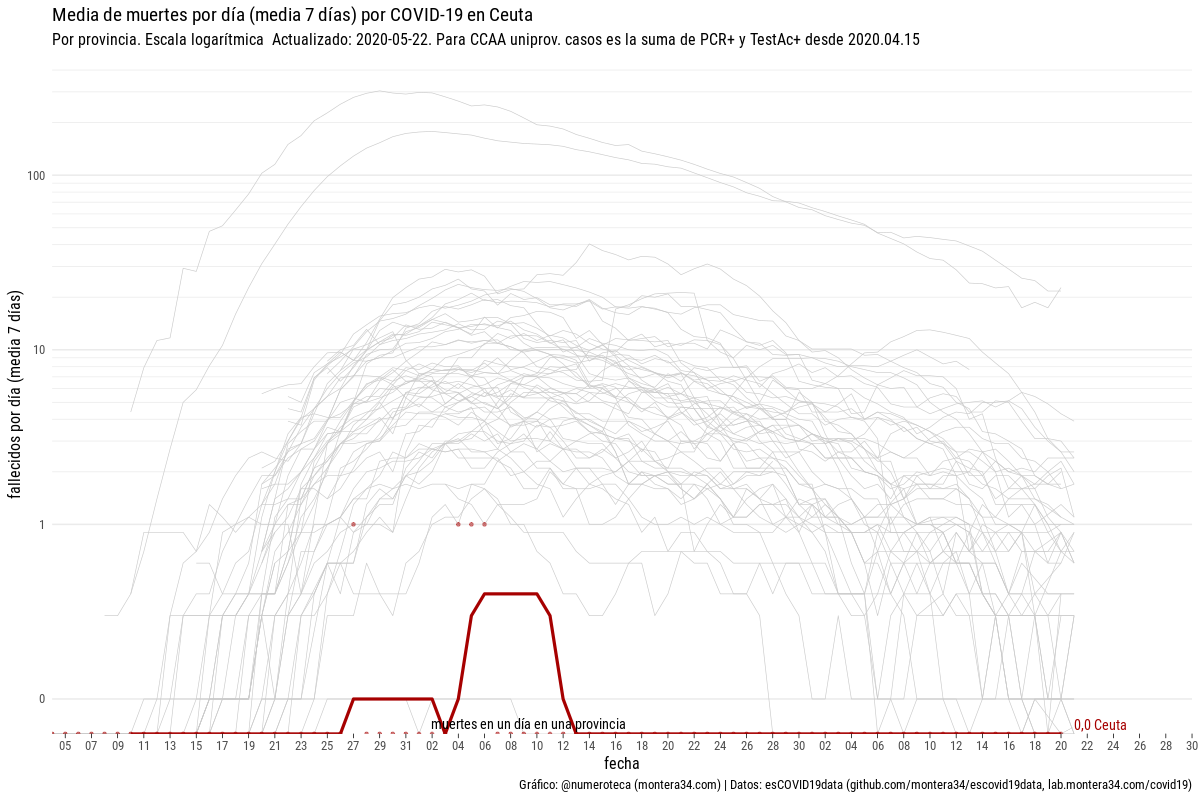 Media de muertes por día (media 7 días) por COVID-19 en Ceuta
Por provincia. Escala logarítmica  Actualizado: 2020-05-22. Para CCAA uniprov. casos es la suma de PCR+ y TestAc+ desde 2020.04.15
fallecidos por día (media 7 días)
100
10
1
0
muertes en un día en una provincia
0,0 Ceuta
05 07 09 11 13 15 17 19 21 23 25 27 29 31 02 04 06 08 10 12 14 16 18 20 22 24 26 28 30 02 04 06 08 10 12 14 16 18 20 22 24 26 28 30
fecha
Gráfico: @numeroteca (montera34.com) | Datos: esCOVID19data (github.com/montera34/escovid19data, lab.montera34.com/covid19)